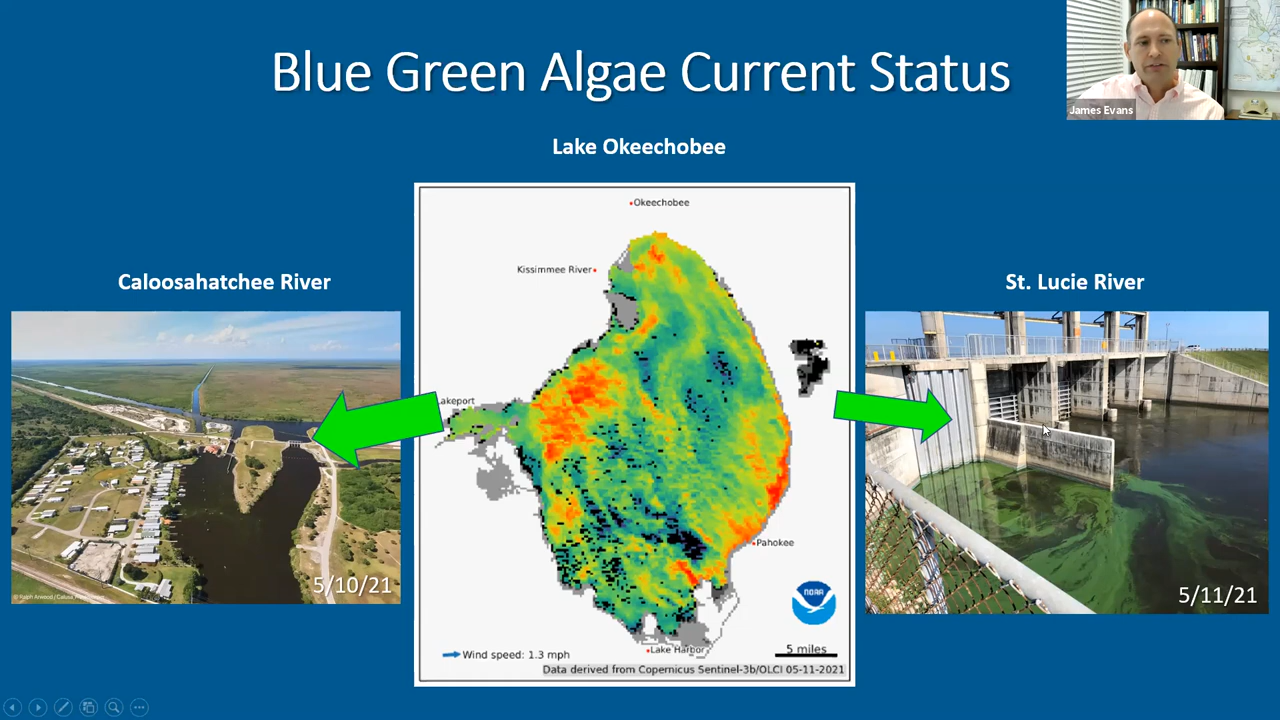 Blue Green Algae Current Status
James Evans
Lake Okeechobee
Okeechobee
Kissimmee River
Caloosahatchee River
St. Lucie River
akeport
Pahokee
NOAA
5/10/21
5/11/21
Lake Harbor
Wind speed: 1.3 mph
5 miles
Data derived from Copernicus Sentinel-3b/OLCI 05-11-2021